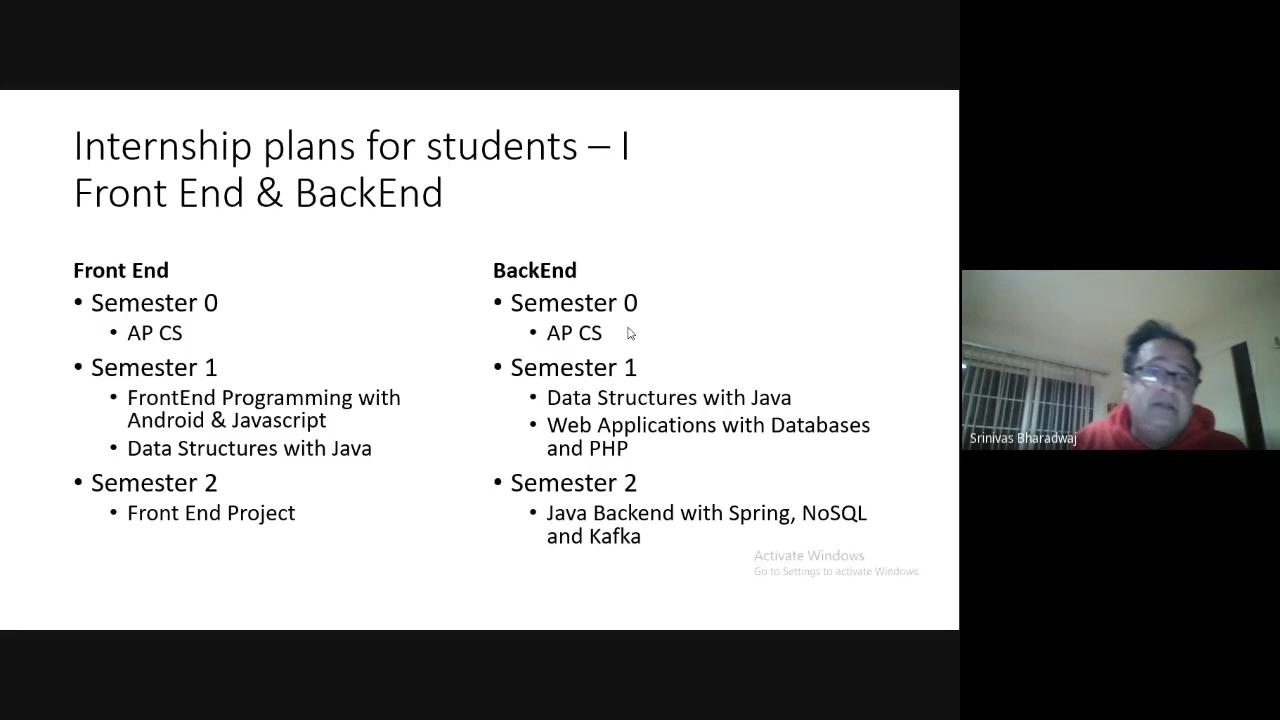 Internship plans for students – I
Front End & BackEnd
Front End
• Semester 0
• AP CS
• Semester 1
• FrontEnd Programming with
Android & Javascript
• Data Structures with Java
• Semester 2
• Front End Project
BackEnd
• Semester 0
• AP CS
• Semester 1
• Data Structures with Java
• Web Applications with Databases
and PHP
• Semester 2
• Java Backend with Spring, NoSQL
and Kafka
Activate Windows
Go to Settings to activate Windows.
Srinivas Bharadwaj